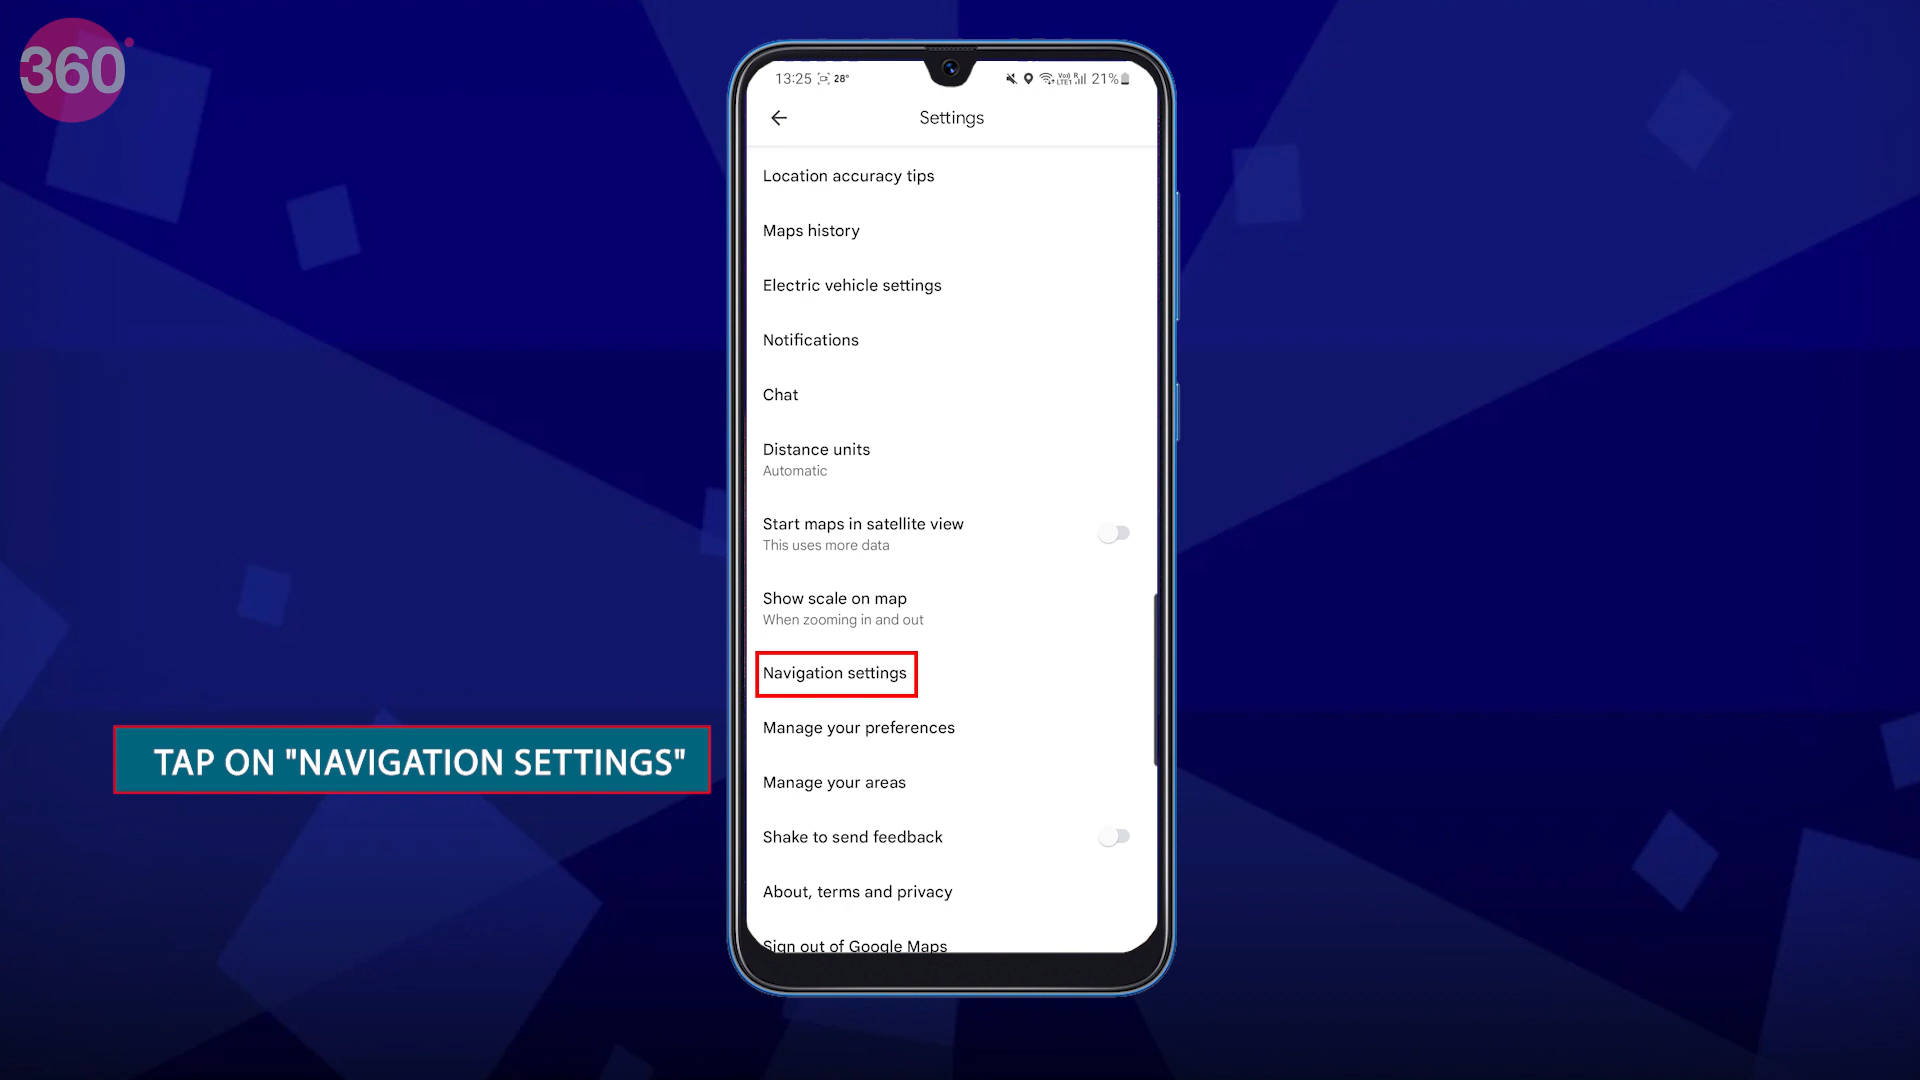 360
13:25 28°
21%
Settings
Location accuracy tips
Maps history
Electric vehicle settings
Notifications
Chat
Distance units
Automatic
Start maps in satellite view
This uses more data
Show scale on map
When zooming in and out
Navigation settings
TAP ON "NAVIGATION SETTINGS"
Manage your preferences
Manage your areas
Shake to send feedback
About, terms and privacy
Sign out of Google Maps